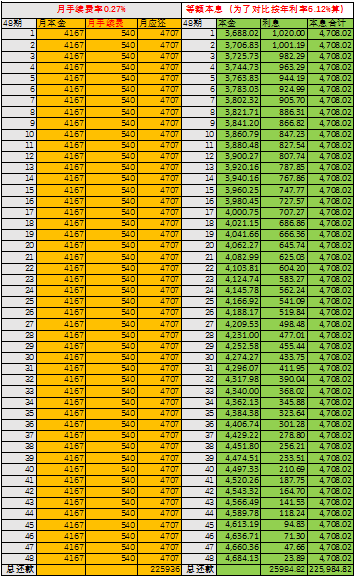 月手续费率0.27% 等额本息（为了对比按年利率6.12%算）
48期 月本金 月手续费 月应还 48期 本金 利息 本息合计
1 4167 540 4707 1 3,688.02 1,020.00 4,708.02
2 4167 540 4707 2 3,706.83 1,001.19 4,708.02
3 4167 540 4707 3 3,725.73 982.29 4,708.02
4 4167 540 4707 4 3,744.73 963.29 4,708.02
5 4167 540 4707 5 3,763.83 944.19 4,708.02
6 4167 540 4707 6 3,783.03 924.99 4,708.02
7 4167 540 4707 7 3,802.32 905.70 4,708.02
8 4167 540 4707 8 3,821.71 886.31 4,708.02
9 4167 540 4707 9 3,841.20 866.82 4,708.02
10 4167 540 4707 10 3,860.79 847.23 4,708.02
11 4167 540 4707 11 3,880.48 827.54 4,708.02
12 4167 540 4707 12 3,900.27 807.74 4,708.02
13 4167 540 4707 13 3,920.16 787.85 4,708.02
14 4167 540 4707 14 3,940.16 767.86 4,708.02
15 4167 540 4707 15 3,960.25 747.77 4,708.02
16 4167 540 4707 16 3,980.45 727.57 4,708.02
17 4167 540 4707 17 4,000.75 707.27 4,708.02
18 4167 540 4707 18 4,021.15 686.86 4,708.02
19 4167 540 4707 19 4,041.66 666.36 4,708.02
20 4167 540 4707 20 4,062.27 645.74 4,708.02
21 4167 540 4707 21 4,082.99 625.03 4,708.02
22 4167 540 4707 22 4,103.81 604.20 4,708.02
23 4167 540 4707 23 4,124.74 583.27 4,708.02
24 4167 540 4707 24 4,145.78 562.24 4,708.02
25 4167 540 4707 25 4,166.92 541.09 4,708.02
26 4167 540 4707 26 4,188.17 519.84 4,708.02
27 4167 540 4707 27 4,209.53 498.48 4,708.02
28 4167 540 4707 28 4,231.00 477.01 4,708.02
29 4167 540 4707 29 4,252.58 455.44 4,708.02
30 4167 540 4707 30 4,274.27 433.75 4,708.02
31 4167 540 4707 31 4,296.07 411.95 4,708.02
32 4167 540 4707 32 4,317.98 390.04 4,708.02
33 4167 540 4707 33 4,340.00 368.02 4,708.02
34 4167 540 4707 34 4,362.13 345.88 4,708.02
35 4167 540 4707 35 4,384.38 323.64 4,708.02
36 4167 540 4707 36 4,406.74 301.28 4,708.02
37 4167 540 4707 37 4,429.22 278.80 4,708.02
38 4167 540 4707 38 4,451.80 256.21 4,708.02
39 4167 540 4707 39 4,474.51 233.51 4,708.02
40 4167 540 4707 40 4,497.33 210.69 4,708.02
41 4167 540 4707 41 4,520.26 187.75 4,708.02
42 4167 540 4707 42 4,543.32 164.70 4,708.02
43 4167 540 4707 43 4,566.49 141.53 4,708.02
44 4167 540 4707 44 4,589.78 118.24 4,708.02
45 4167 540 4707 45 4,613.19 94.83 4,708.02
46 4167 540 4707 46 4,636.71 71.30 4,708.02
47 4167 540 4707 47 4,660.36 47.66 4,708.02
48 4167 540 4707 48 4,684.13 23.89 4,708.02
总还款 225936 总还款 25984.82 225,984.82